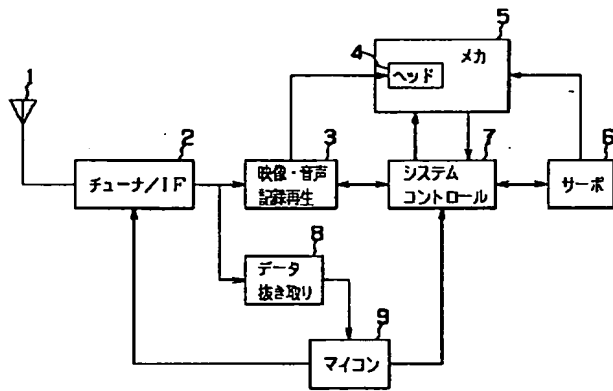 1
2
チューナ/IF
3
映像・音声
記録再生
4
ヘッド
5
メカ
6
サーボ
7
システム
コントロール
8
データ
抜き取り
9
マイコン